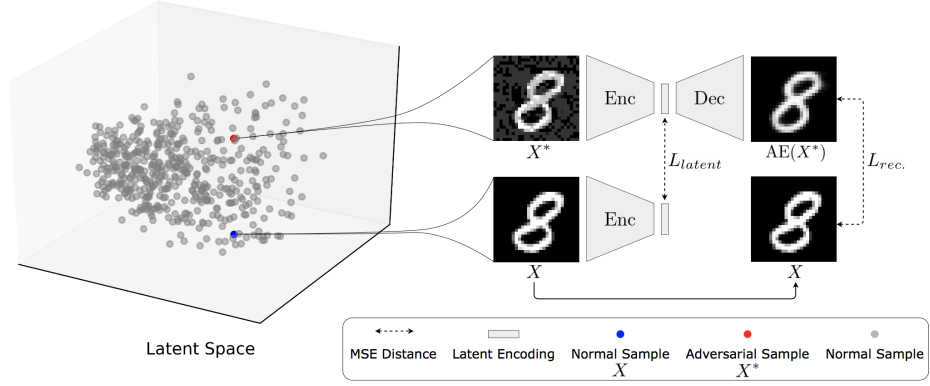 Enc
Dec
X*
AE(X*)
L_latent
L_rec.
Enc
X
X
Latent Space
MSE Distance
Latent Encoding
Normal Sample
X
Adversarial Sample
X*
Normal Sample